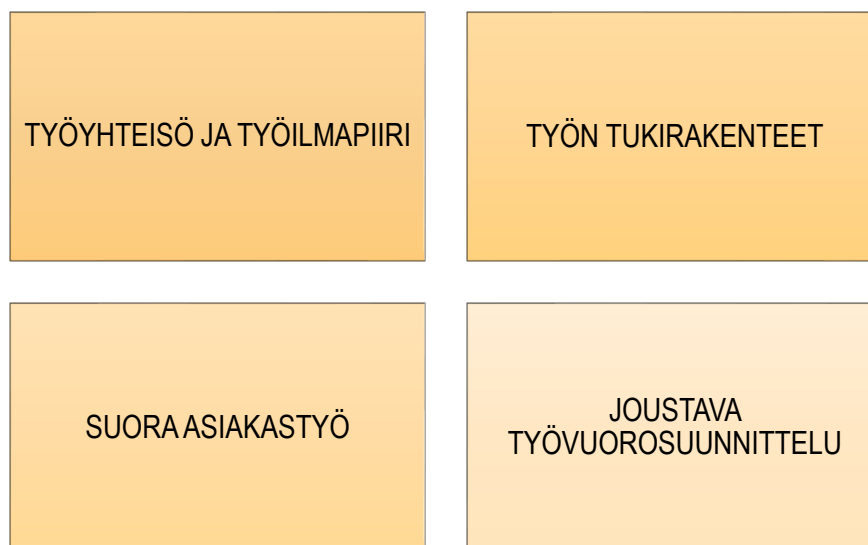 TYÖYHTEISÖ JA TYÖILMAPIIRI
TYÖN TUKIRAKENTEET
SUORA ASIAKASTYÖ
JOUSTAVA
TYÖVUOROSUUNNITTELU